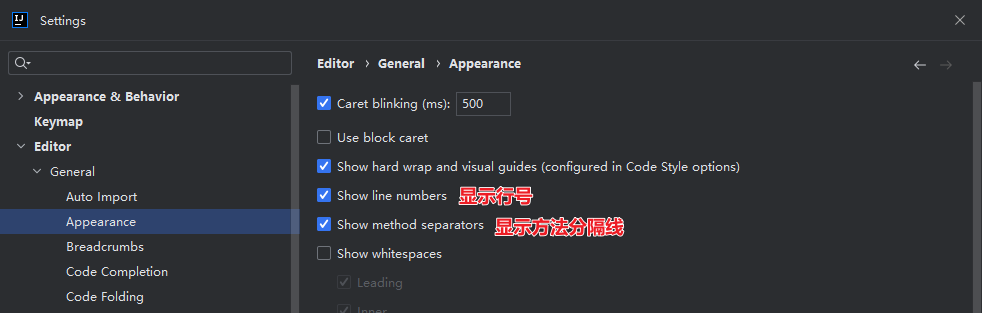 IJ
Settings
Editor › General › Appearance
Appearance & Behavior
Keymap
Editor
General
Auto Import
Appearance
Breadcrumbs
Code Completion
Code Folding
Caret blinking (ms): 500
Use block caret
Show hard wrap and visual guides (configured in Code Style options)
Show line numbers 显示行号
Show method separators 显示方法分隔线
Show whitespaces
Leading
Inner